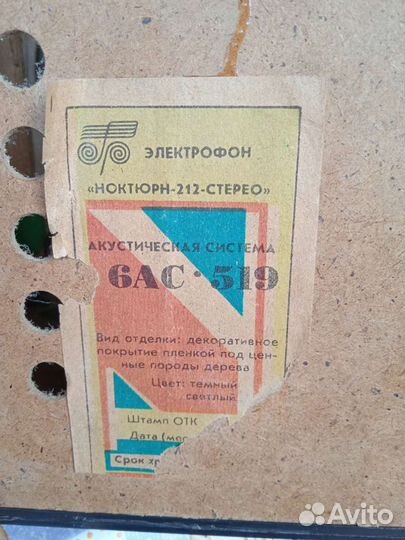 ЭЛЕКТРОФОН
«НОКТЮРН-212-СТЕРЕО»
АКУСТИЧЕСКАЯ СИСТЕМА
6АС·519
Вид отделки: декоративное
покрытие пленкой под цен-
ные породы дерева
Цвет: темный
светлый
Штамп ОТК
Дата
Срок
Avito